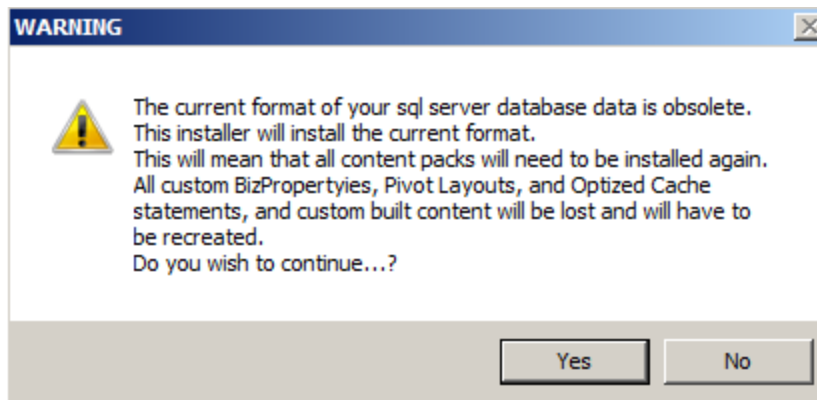 WARNING
The current format of your sql server database data is obsolete.
This installer will install the current format.
This will mean that all content packs will need to be installed again.
All custom BizPropertyies, Pivot Layouts, and Optized Cache
statements, and custom built content will be lost and will have to
be recreated.
Do you wish to continue...?
Yes
No